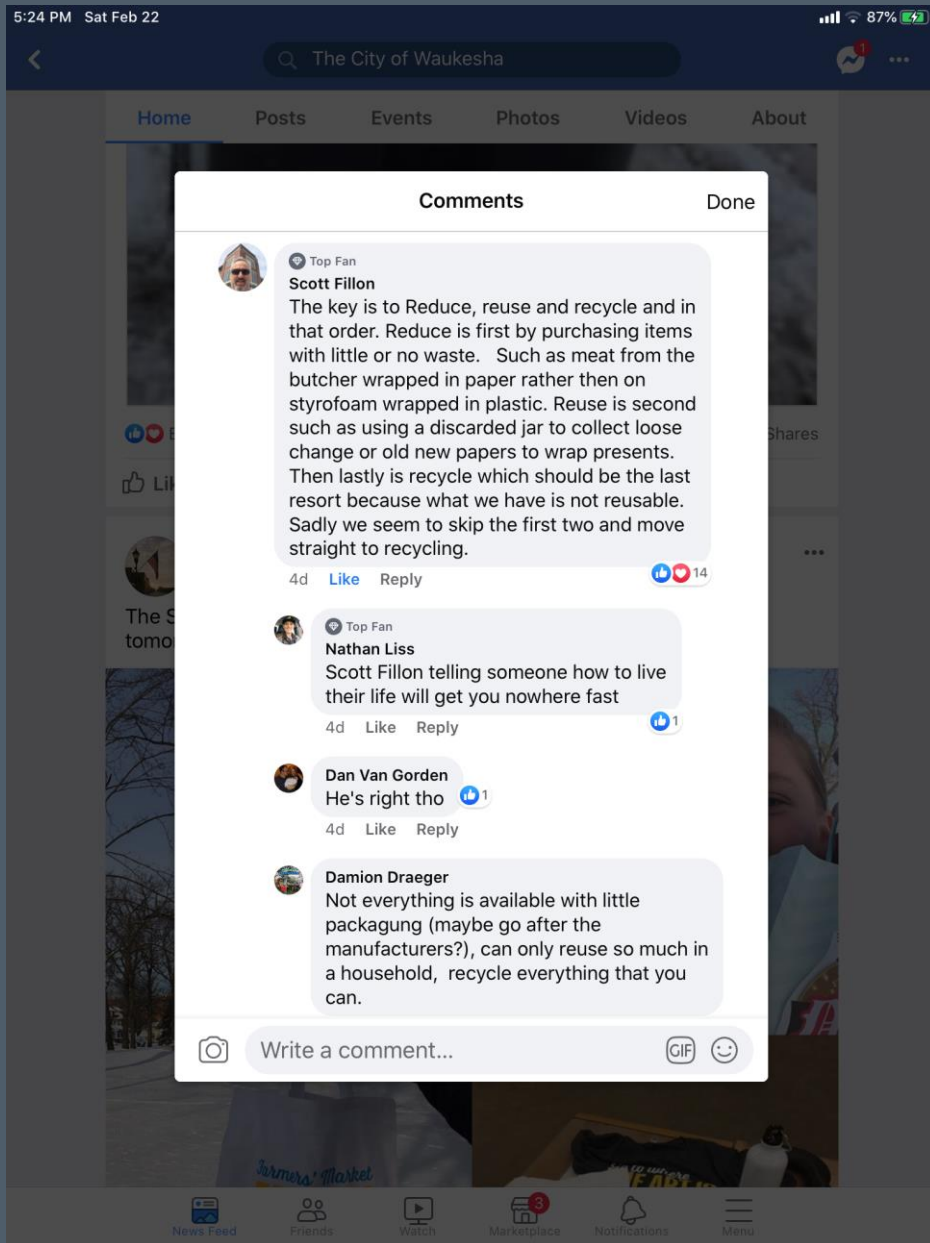 5:24 PM Sat Feb 22
87%
The City of Waukesha
1
Home Posts Events Photos Videos About
Comments
Done
Top Fan
Scott Fillon
The key is to Reduce, reuse and recycle and in
that order. Reduce is first by purchasing items
with little or no waste. Such as meat from the
butcher wrapped in paper rather then on
styrofoam wrapped in plastic. Reuse is second
such as using a discarded jar to collect loose
change or old new papers to wrap presents.
Then lastly is recycle which should be the last
resort because what we have is not reusable.
Sadly we seem to skip the first two and move
straight to recycling.
4d Like Reply
14
Shares
Lik
The S
tomo
Top Fan
Nathan Liss
Scott Fillon telling someone how to live
their life will get you nowhere fast
4d Like Reply
1
Dan Van Gorden
He's right tho
1
4d Like Reply
Damion Draeger
Not everything is available with little
packagung (maybe go after the
manufacturers?), can only reuse so much in
a household, recycle everything that you
can.
Write a comment...
GIF
Farmers' Market
News Feed Friends Watch Marketplace Notifications Menu
3